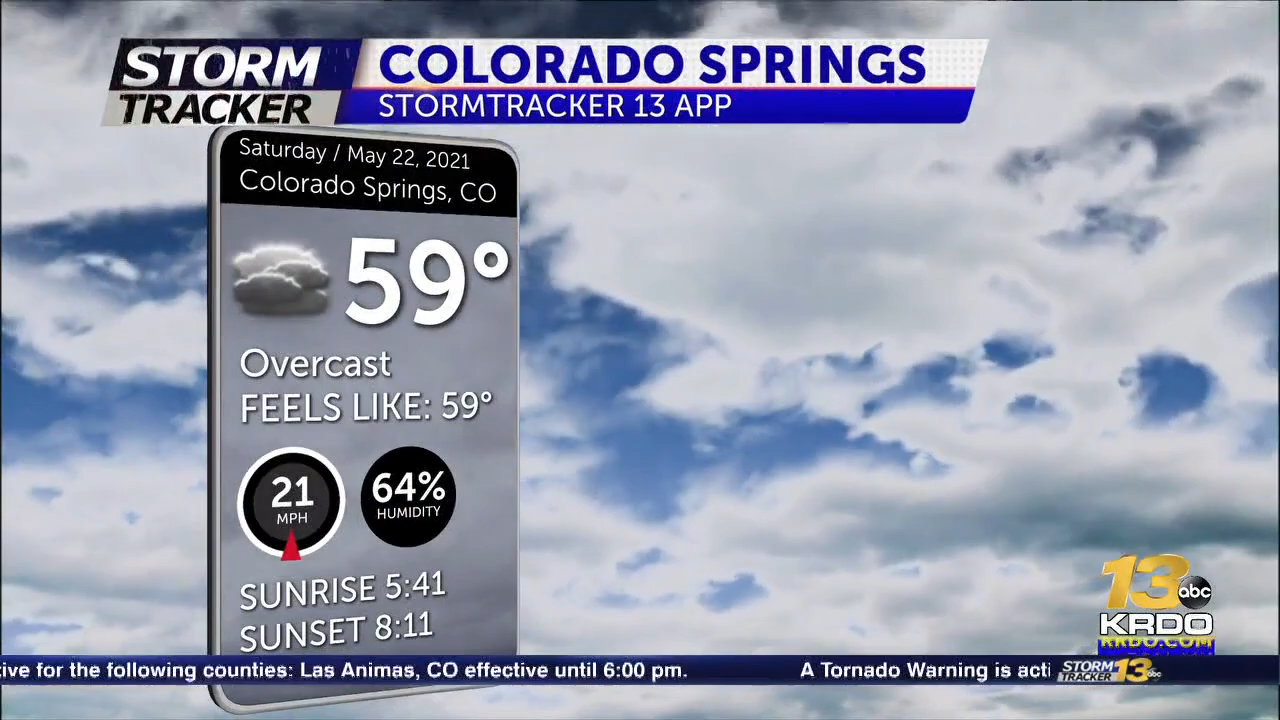 STORM
TRACKER
COLORADO SPRINGS
STORMTRACKER 13 APP
Saturday / May 22, 2021
Colorado Springs, CO
59°
Overcast
FEELS LIKE: 59°
21
MPH
64%
HUMIDITY
SUNRISE 5:41
SUNSET 8:11
13
abc
KRDO
KRDO.COM
tive for the following counties: Las Animas, CO effective until 6:00 pm.
A Tornado Warning is acti
STORM
TRACKER
13
abc